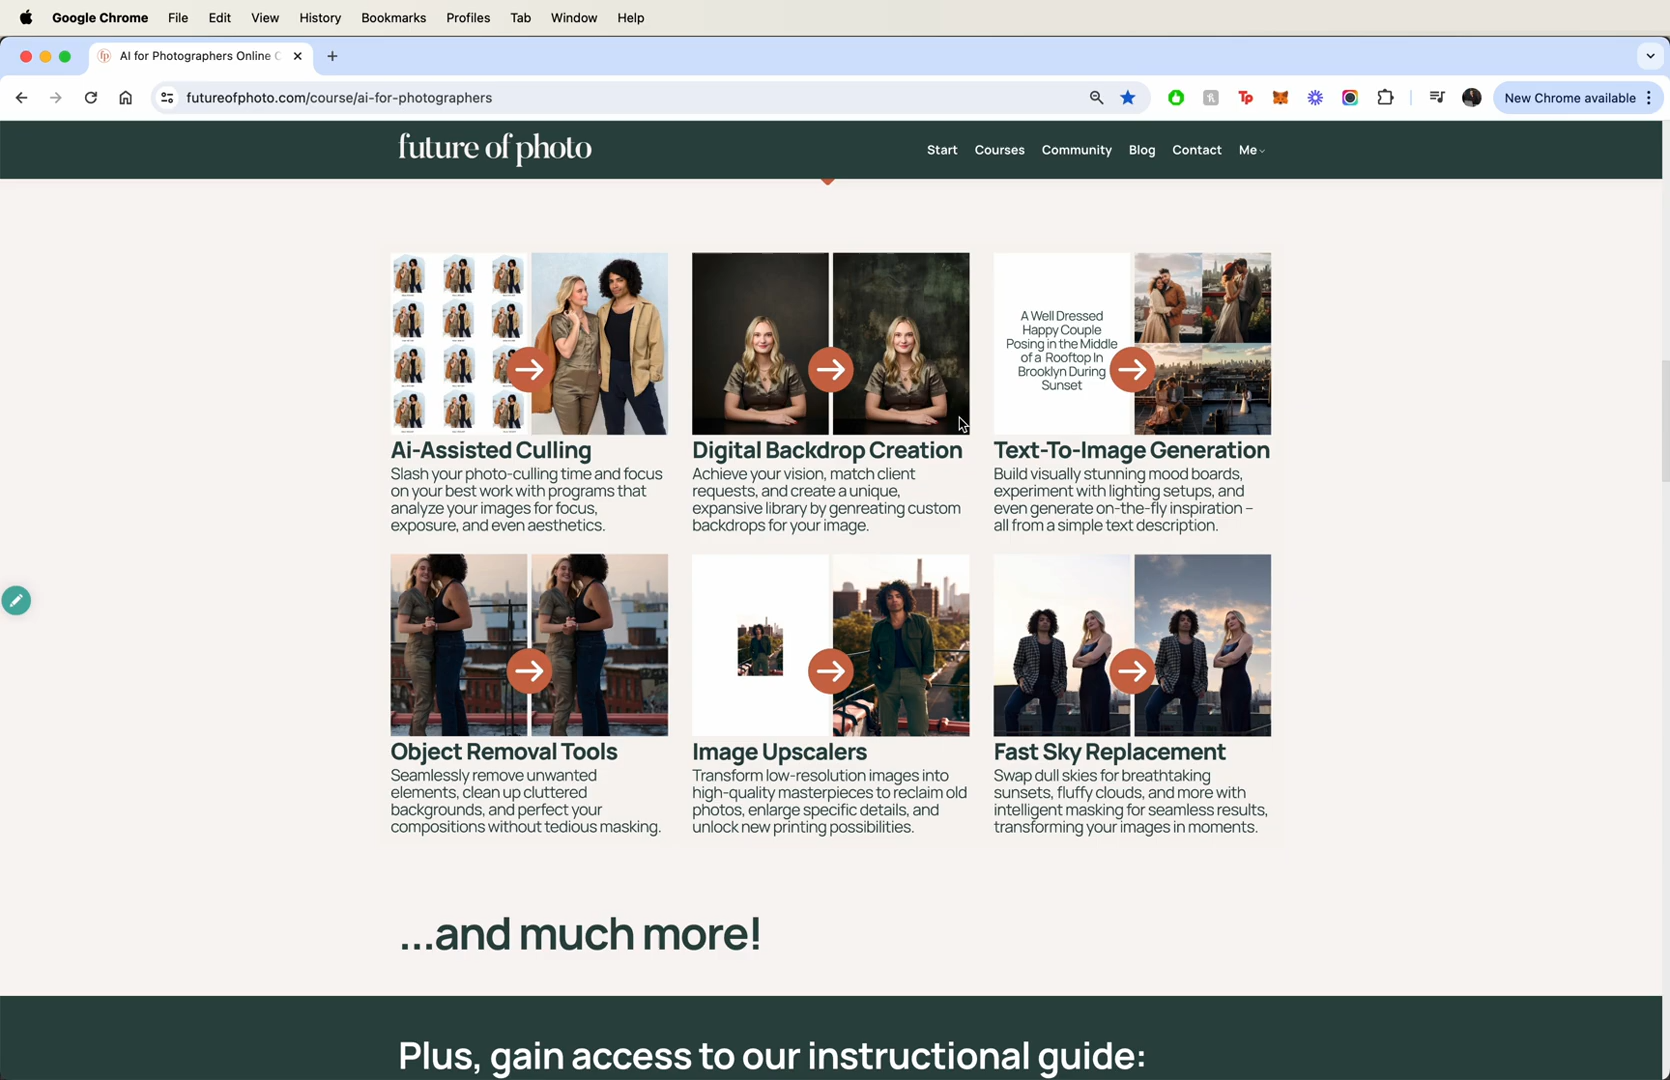 Google Chrome File Edit View History Bookmarks Profiles Tab Window Help
AI for Photographers Online C
futureofphoto.com/course/ai-for-photographers
New Chrome available
future of photo
Start Courses Community Blog Contact Me
A Well Dressed
Happy Couple
Posing in the Middle
of a Rooftop In
Brooklyn During
Sunset
Ai-Assisted Culling
Slash your photo-culling time and focus
on your best work with programs that
analyze your images for focus,
exposure, and even aesthetics.
Digital Backdrop Creation
Achieve your vision, match client
requests, and create a unique,
expansive library by genreating custom
backdrops for your image.
Text-To-Image Generation
Build visually stunning mood boards,
experiment with lighting setups, and
even generate on-the-fly inspiration –
all from a simple text description.
Object Removal Tools
Seamlessly remove unwanted
elements, clean up cluttered
backgrounds, and perfect your
compositions without tedious masking.
Image Upscalers
Transform low-resolution images into
high-quality masterpieces to reclaim old
photos, enlarge specific details, and
unlock new printing possibilities.
Fast Sky Replacement
Swap dull skies for breathtaking
sunsets, fluffy clouds, and more with
intelligent masking for seamless results,
transforming your images in moments.
...and much more!
Plus, gain access to our instructional guide: